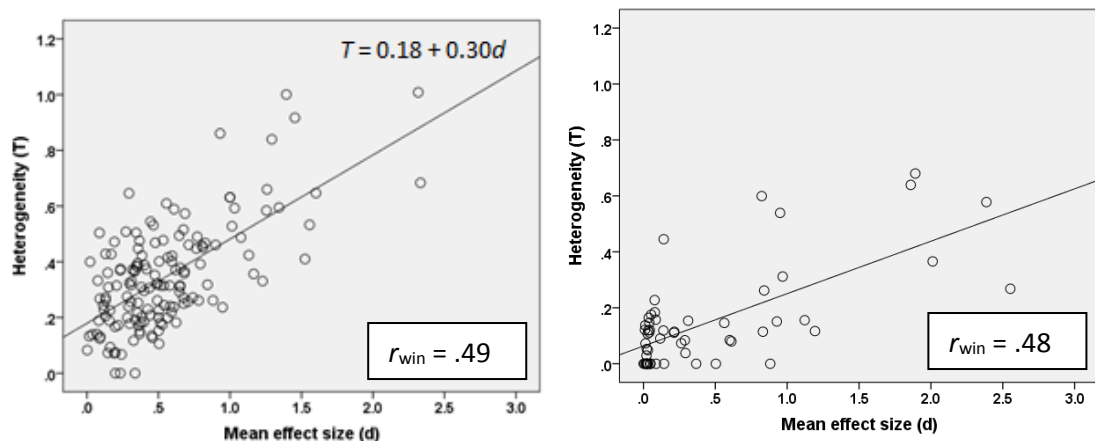 1.2
1.0
.8
.6
.4
.2
.0
Heterogeneity (T)
T = 0.18 + 0.30d
r_win = .49
.0 .5 1.0 1.5 2.0 2.5 3.0
Mean effect size (d)
1.2
1.0
.8
.6
.4
.2
.0
Heterogeneity (T)
r_win = .48
.0 .5 1.0 1.5 2.0 2.5 3.0
Mean effect size (d)